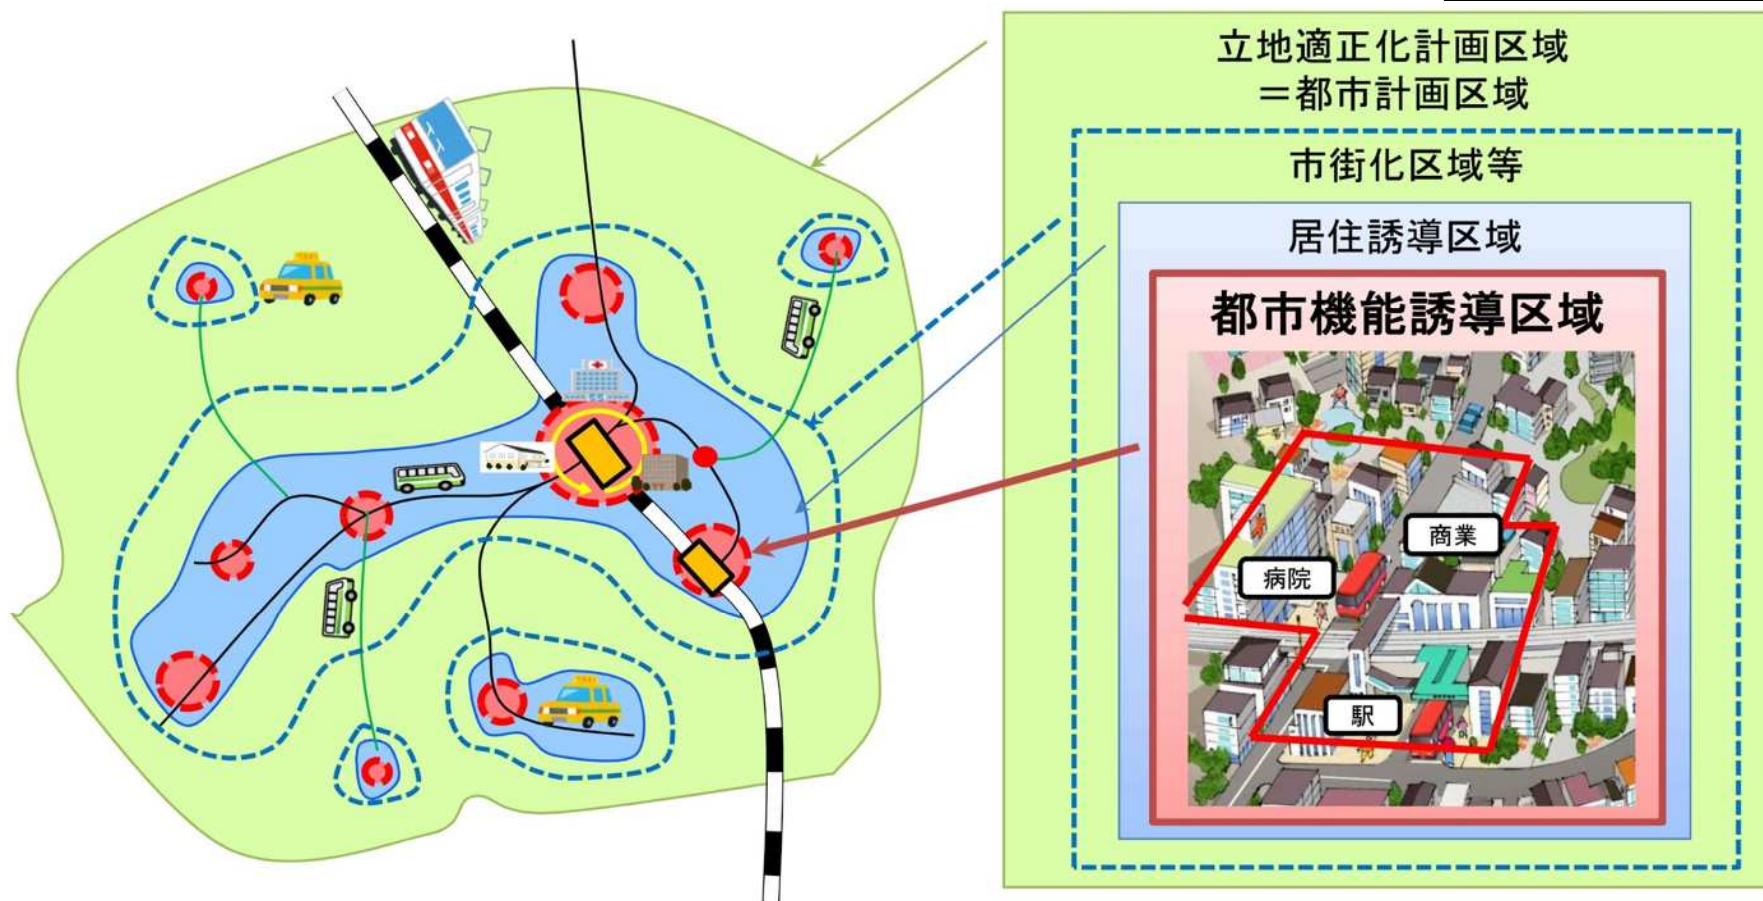 立地適正化計画区域
=都市計画区域
市街化区域等
居住誘導区域
都市機能誘導区域
商業
病院
駅